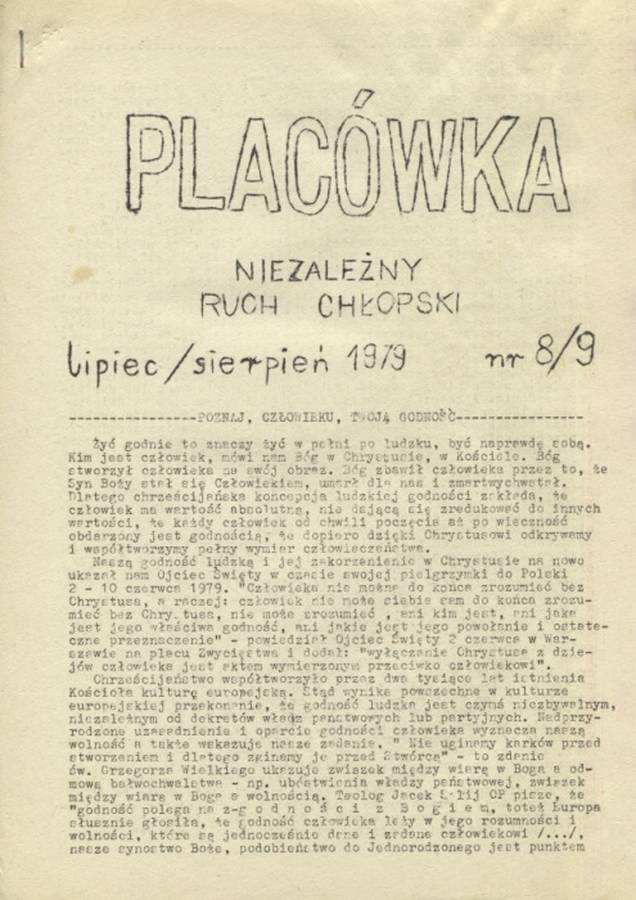 PLACÓWKA
NIEZALEŻNY
RUCH CHŁOPSKI
lipiec/sierpień 1979 nr 8/9
----------------POZNAJ, CZŁOWIEKU, TWOJĄ GODNOŚĆ----------------
Żyć godnie to znaczy żyć w pełni po ludzku, być naprawdę sobą.
Kim jest człowiek, mówi nam Bóg w Chrystusie, w Kościele. Bóg
stworzył człowieka na swój obraz. Bóg zbawił człowieka przez to, że
Syn Boży stał się Człowiekiem, umarł dla nas i zmartwychwstał.
Dlatego chrześcijańska koncepcja ludzkiej godności zakłada, że
człowiek ma wartość absolutną, nie dającą się zredukować do innych
wartości, że każdy człowiek od chwili poczęcia aż po wieczność
obdarzony jest godnością, że dopiero dzięki Chrystusowi odkrywamy
i współtworzymy pełny wymiar człowieczeństwa.
Naszą godność ludzką i jej zakorzenienie w Chrystusie na nowo
ukazał nam Ojciec Święty w czasie swojej pielgrzymki do Polski
2 - 10 czerwca 1979. "Człowieka nie można do końca zrozumieć bez
Chrystusa, a raczej: człowiek nie może siebie sam do końca zrozu-
mieć bez Chrystusa, nie może zrozumieć , ani kim jest, ani jaka
jest jego właściwa godność, ani jakie jest jego powołanie i ostate-
czne przeznaczenie" - powiedział Ojciec Święty 2 czerwca w War-
szawie na placu Zwycięstwa i dodał: "wyłączanie Chrystusa z dzie-
jów człowieka jest aktem wymierzonym przeciwko człowiekowi".
Chrześcijaństwo współtworzyło przez dwa tysiące lat istnienia
Kościoła kulturę europejską. Stąd wynika powszechne w kulturze
europejskiej przekonanie, że godność ludzka jest czymś niezbywalnym,
niezależnym od dekretów władz państwowych lub partyjnych. Nadprzy-
rodzone uzasadnienie i oparcie godności człowieka wyznacza naszą
wolność a także wskazuje nasze zadanie. " Nie uginamy karków przed
stworzeniem i dlatego zginamy je przed Stwórcą" - to zdanie
św. Grzegorza Wielkiego ukazuje związek między wiarą w Boga a od-
mową bałwochwalstwa - np. ubóstwienia władzy państwowej, związek
między wiarą w Boga a wolnością. Teolog Jacek Salij OP pisze, że
"godność polega na z-g o d n o ś c i z B o g i e m, toteż Europa
słusznie głosiła, że godność człowieka leży w jego rozumności i
wolności, które są jednocześnie dane i zadane człowiekowi /.../,
nasze synostwo Boże, podobieństwo do Jednorodzonego jest punktem